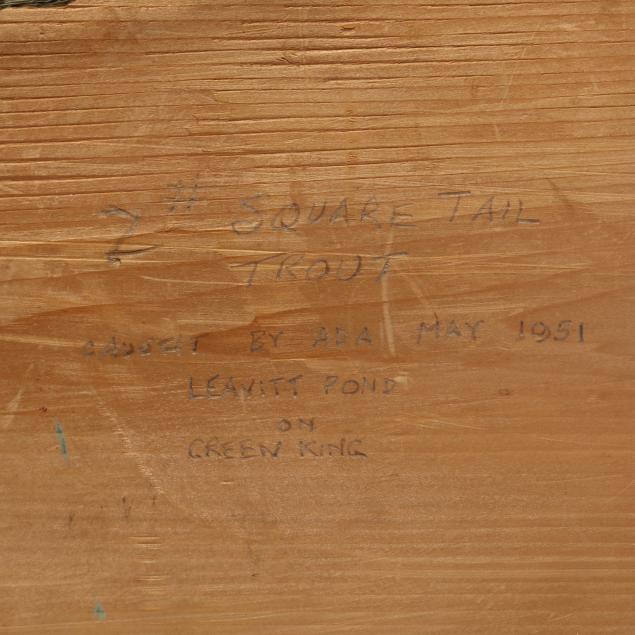 2# SQUARE TAIL
TROUT
CAUGHT BY ADA MAY 1951
LEAVITT POND
ON
GREEN KING